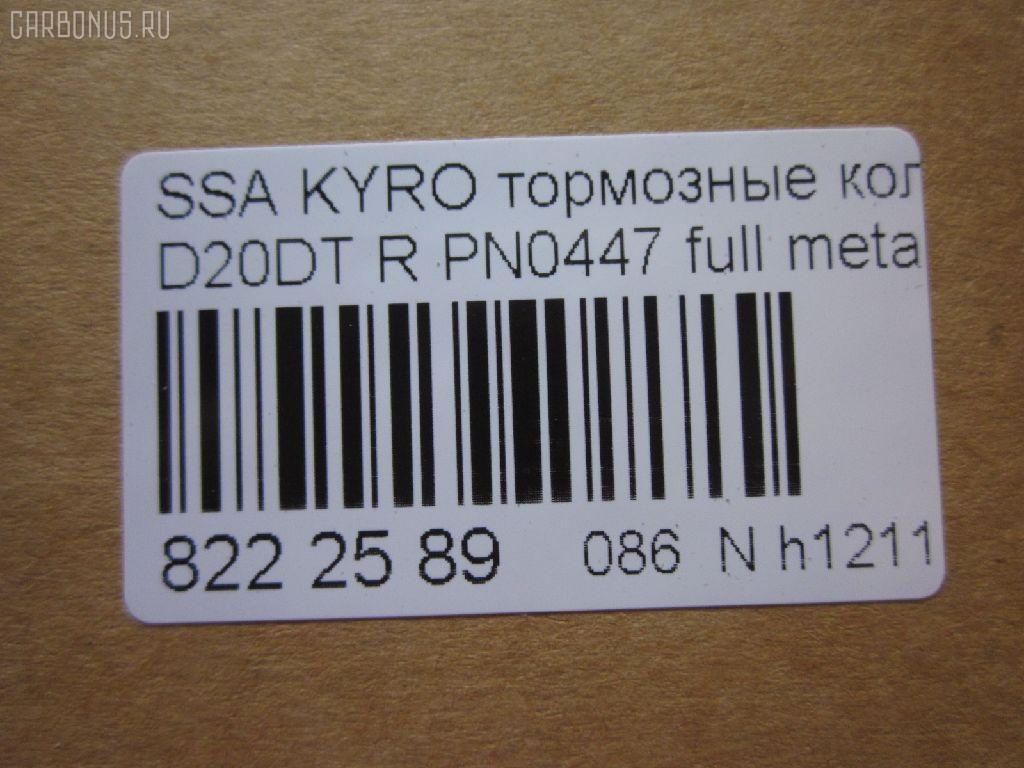 CARBONUS.RU
SSA KYRO тормозные кол
D20DT R PN0447 full meta
822 25 89 086 N h1211